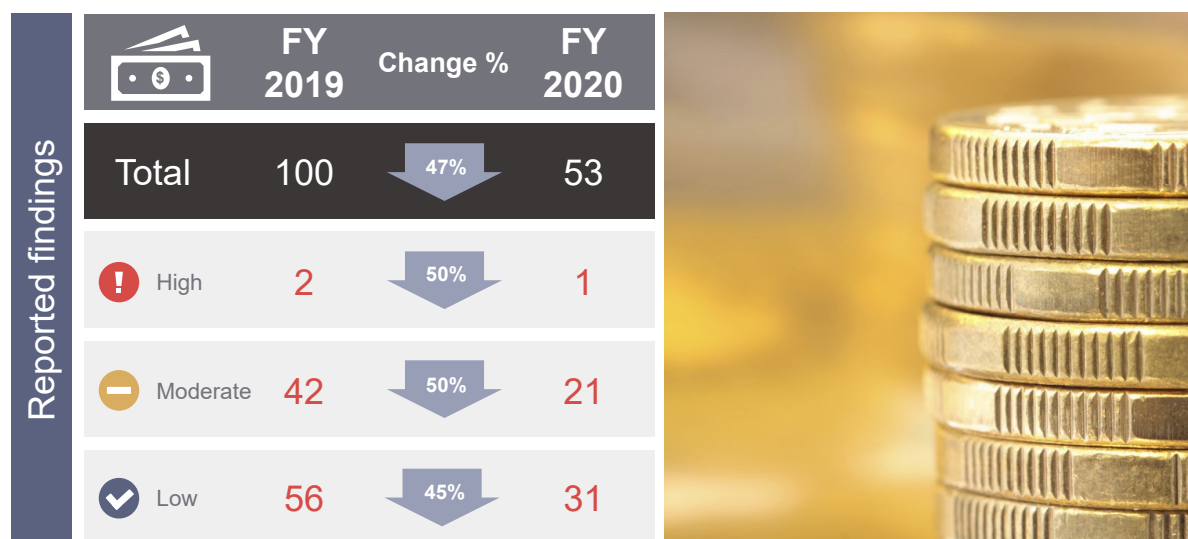 Reported findings
FY 2019
Change %
FY 2020
$
Total 100 47% 53
! High 2 50% 1
Moderate 42 50% 21
Low 56 45% 31